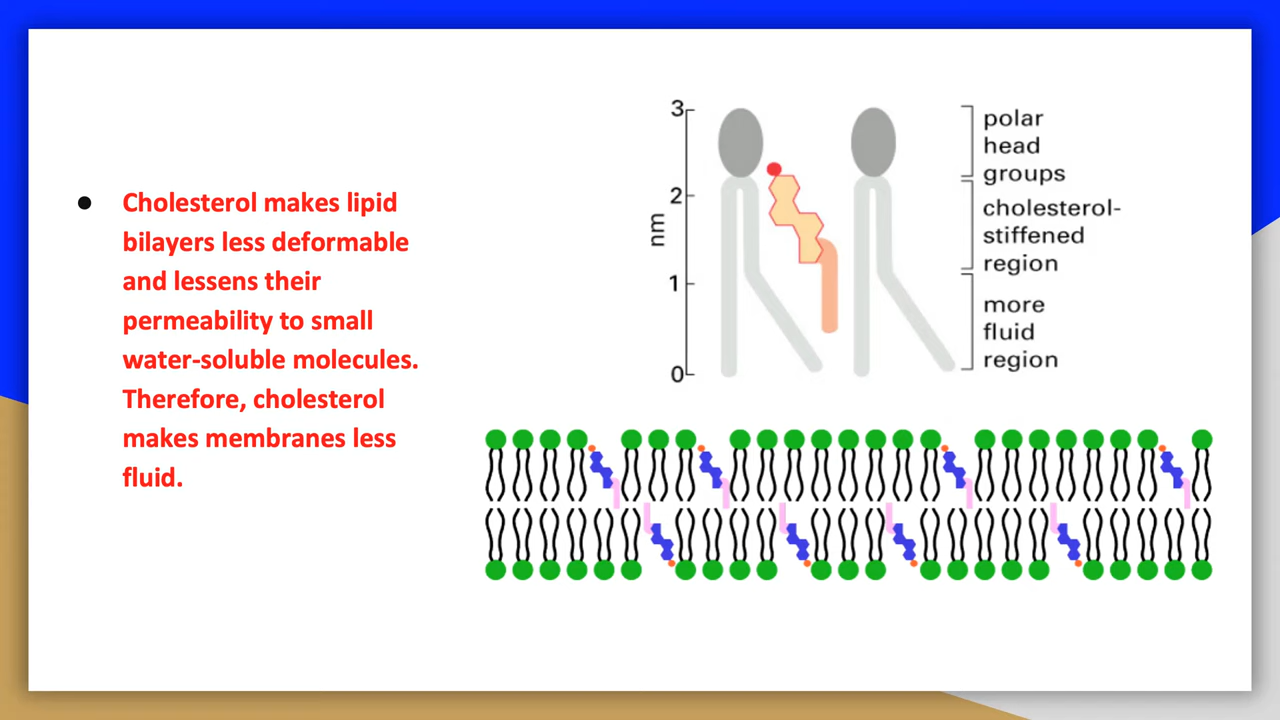 ● Cholesterol makes lipid
bilayers less deformable
and lessens their
permeability to small
water-soluble molecules.
Therefore, cholesterol
makes membranes less
fluid.
3
2
1
0
nm
polar
head
groups
cholesterol-
stiffened
region
more
fluid
region